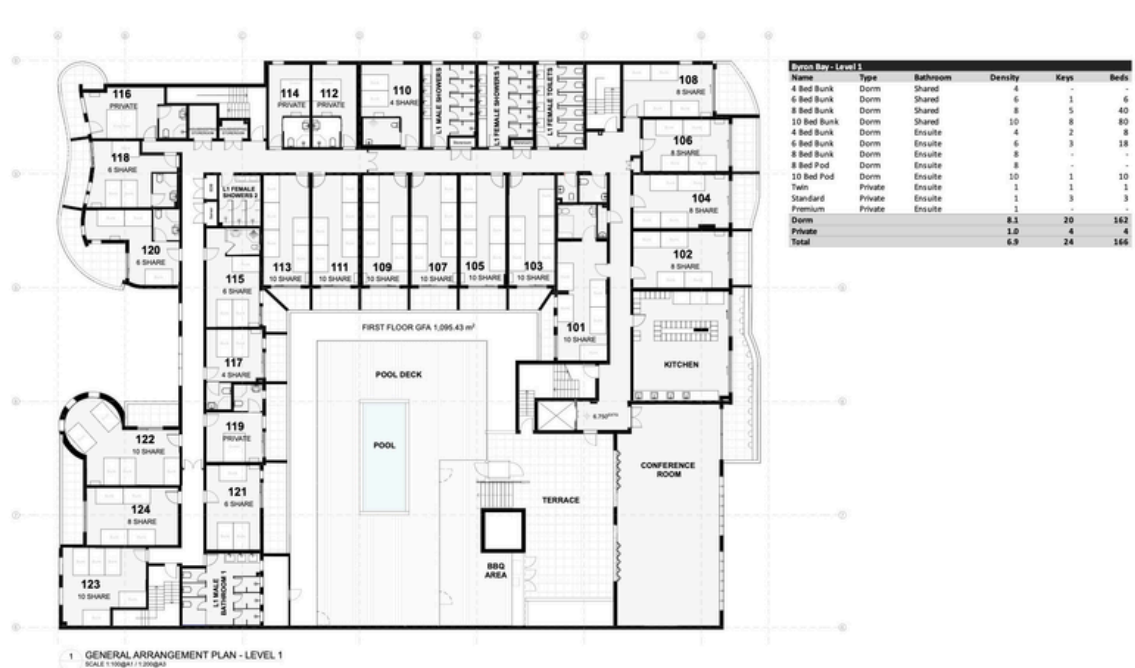 116
PRIVATE
114
PRIVATE
112
PRIVATE
110
4 SHARE
L1 MALE SHOWERS
L1 FEMALE SHOWERS 1
L1 FEMALE TOILETS
108
8 SHARE
118
6 SHARE
106
8 SHARE
L1 FEMALE
SHOWERS 2
104
8 SHARE
120
6 SHARE
115
6 SHARE
113
10 SHARE
111
10 SHARE
109
10 SHARE
107
10 SHARE
105
10 SHARE
103
10 SHARE
102
8 SHARE
101
10 SHARE
FIRST FLOOR GFA 1,095.43 m²
117
4 SHARE
POOL DECK
KITCHEN
119
PRIVATE
POOL
6.750
122
10 SHARE
CONFERENCE
ROOM
121
6 SHARE
TERRACE
124
8 SHARE
BBQ
AREA
123
10 SHARE
L1 MALE
BATHROOM 1
1 GENERAL ARRANGEMENT PLAN - LEVEL 1
SCALE 1:100@A1 / 1:200@A3
Byron Bay - Level 1
Name Type Bathroom Density Keys Beds
4 Bed Bunk Dorm Shared 4 - -
6 Bed Bunk Dorm Shared 6 1 6
8 Bed Bunk Dorm Shared 8 5 40
10 Bed Bunk Dorm Shared 10 8 80
4 Bed Bunk Dorm Ensuite 4 2 8
6 Bed Bunk Dorm Ensuite 6 3 18
8 Bed Bunk Dorm Ensuite 8 - -
8 Bed Pod Dorm Ensuite 8 - -
10 Bed Pod Dorm Ensuite 10 1 10
Twin Private Ensuite 1 1 1
Standard Private Ensuite 1 3 3
Premium Private Ensuite 1 - -
Dorm 8.1 20 162
Private 1.0 4 4
Total 6.9 24 166